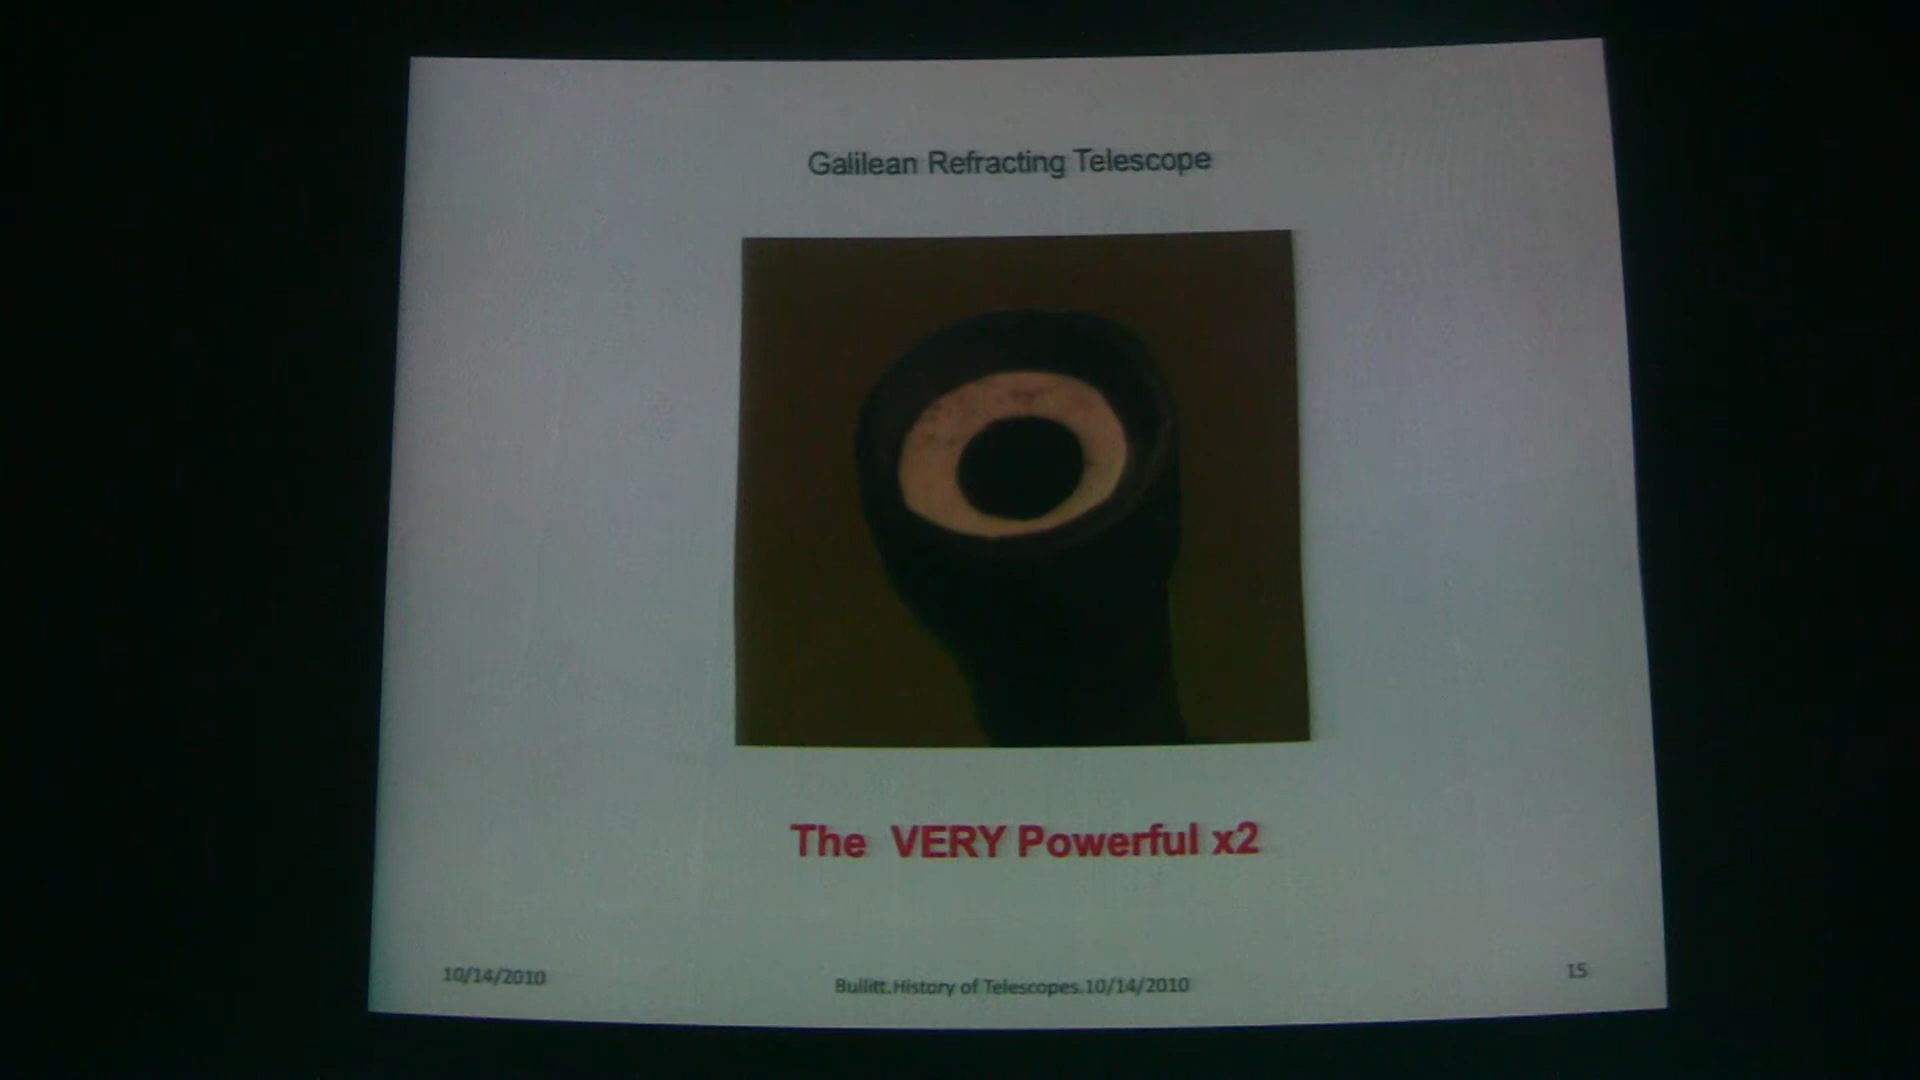 Galilean Refracting Telescope
The VERY Powerful x2
10/14/2010
Bullitt.History of Telescopes.10/14/2010
15